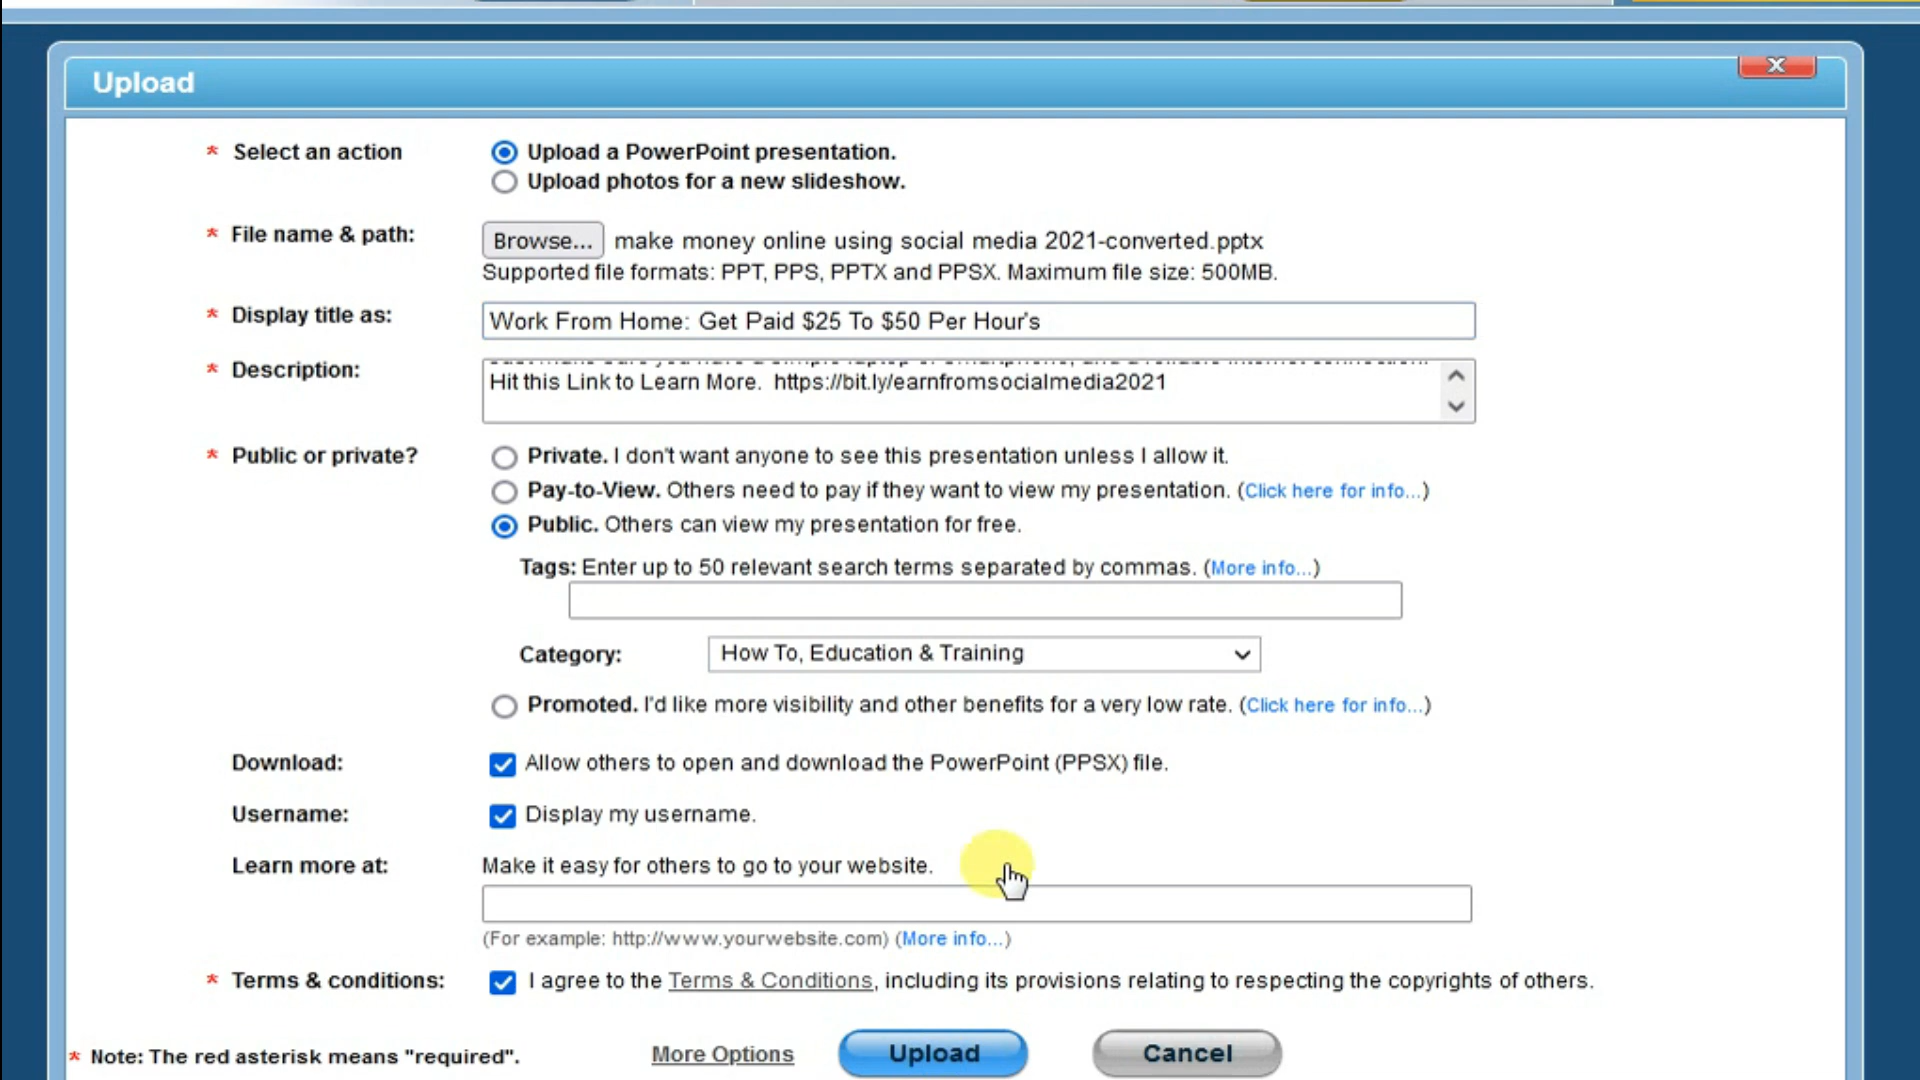 X
Upload
* Select an action
Upload a PowerPoint presentation.
Upload photos for a new slideshow.
* File name & path:
Browse... make money online using social media 2021-converted.pptx
Supported file formats: PPT, PPS, PPTX and PPSX. Maximum file size: 500MB.
* Display title as:
Work From Home: Get Paid $25 To $50 Per Hour's
* Description:
Hit this Link to Learn More.  https://bit.ly/earnfromsocialmedia2021
* Public or private?
Private. I don't want anyone to see this presentation unless I allow it.
Pay-to-View. Others need to pay if they want to view my presentation. (Click here for info...)
Public. Others can view my presentation for free.
Tags: Enter up to 50 relevant search terms separated by commas. (More info...)
Category: How To, Education & Training
Promoted. I'd like more visibility and other benefits for a very low rate. (Click here for info...)
Download: Allow others to open and download the PowerPoint (PPSX) file.
Username: Display my username.
Learn more at: Make it easy for others to go to your website.
(For example: http://www.yourwebsite.com) (More info...)
* Terms & conditions: I agree to the Terms & Conditions, including its provisions relating to respecting the copyrights of others.
* Note: The red asterisk means "required".
More Options
Upload
Cancel